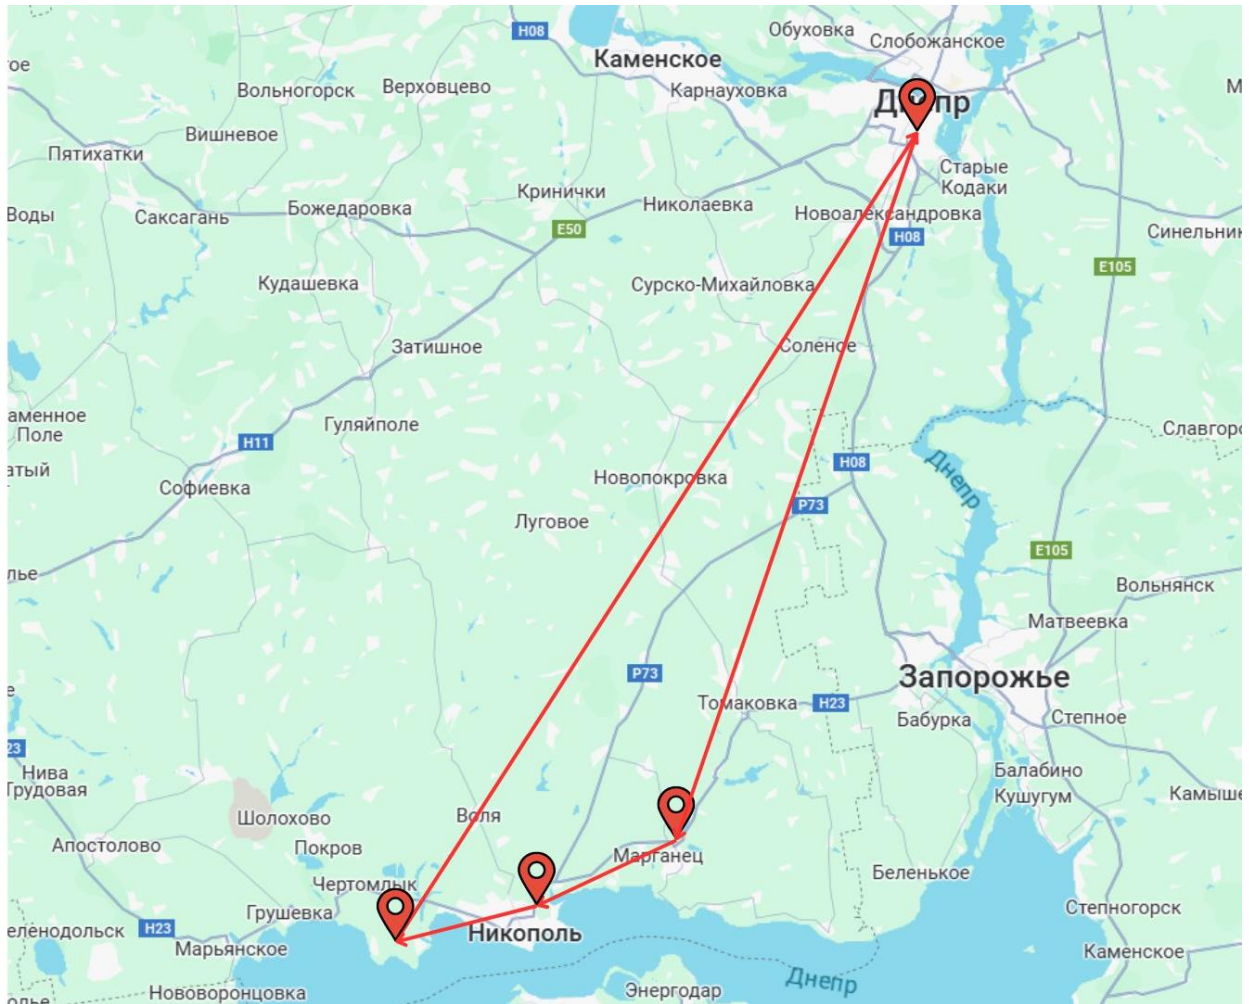 H08
Обуховка
Слобожанское
Каменское
Верховцево
Вольногорск
Карнауховка
Вишневое
Пятихатки
Старые
Кодаки
Кринички
Николаевка
Новоалександровка
Божедаровка
Саксагань
E50
H08
Синельник
E105
Кудашевка
Сурско-Михайловка
Затишное
Соленое
Гуляйполе
Поле
H11
Славгоро
Днепр
H08
Новопокровка
Софиевка
P73
Луговое
E105
Вольнянск
Матвеевка
P73
Запорожье
Томаковка
H23
Бабурка
Степное
Нива
Трудовая
Балабино
Кушугум
Камыше
Шолохово
Воля
Апостолово
Покров
Марганец
Беленькое
Чертомлык
Грушевка
Степногорск
H23
Никополь
Марьянское
Каменское
Днепр
Энергодар
Нововоронцовка